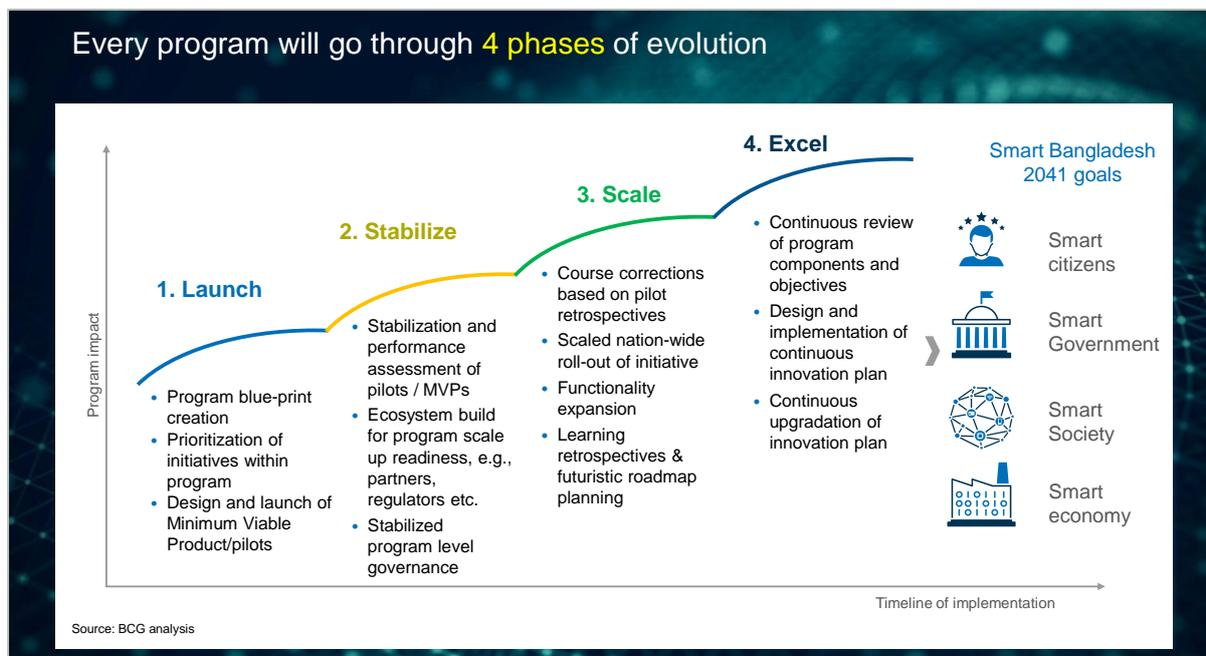 Every program will go through 4 phases of evolution
Program impact
1. Launch
• Program blue-print
creation
• Prioritization of
initiatives within
program
• Design and launch of
Minimum Viable
Product/pilots
2. Stabilize
• Stabilization and
performance
assessment of
pilots / MVPs
• Ecosystem build
for program scale
up readiness, e.g.,
partners,
regulators etc.
• Stabilized
program level
governance
3. Scale
• Course corrections
based on pilot
retrospectives
• Scaled nation-wide
roll-out of initiative
• Functionality
expansion
• Learning
retrospectives &
futuristic roadmap
planning
4. Excel
• Continuous review
of program
components and
objectives
• Design and
implementation of
continuous
innovation plan
• Continuous
upgradation of
innovation plan
Smart Bangladesh
2041 goals
Smart
citizens
Smart
Government
Smart
Society
Smart
economy
Timeline of implementation
Source: BCG analysis